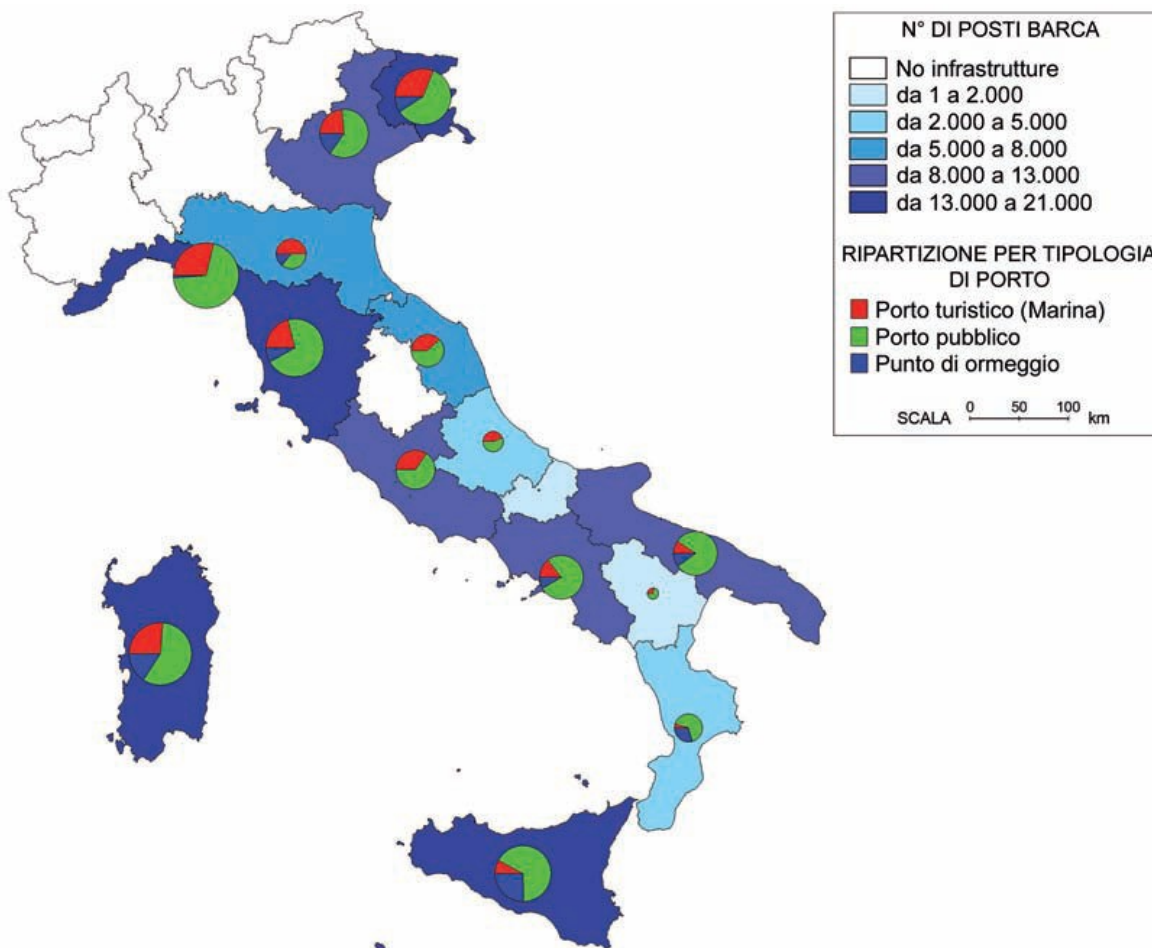 N° DI POSTI BARCA
No infrastrutture
da 1 a 2.000
da 2.000 a 5.000
da 5.000 a 8.000
da 8.000 a 13.000
da 13.000 a 21.000
RIPARTIZIONE PER TIPOLOGIA
DI PORTO
Porto turistico (Marina)
Porto pubblico
Punto di ormeggio
SCALA 0 50 100 km